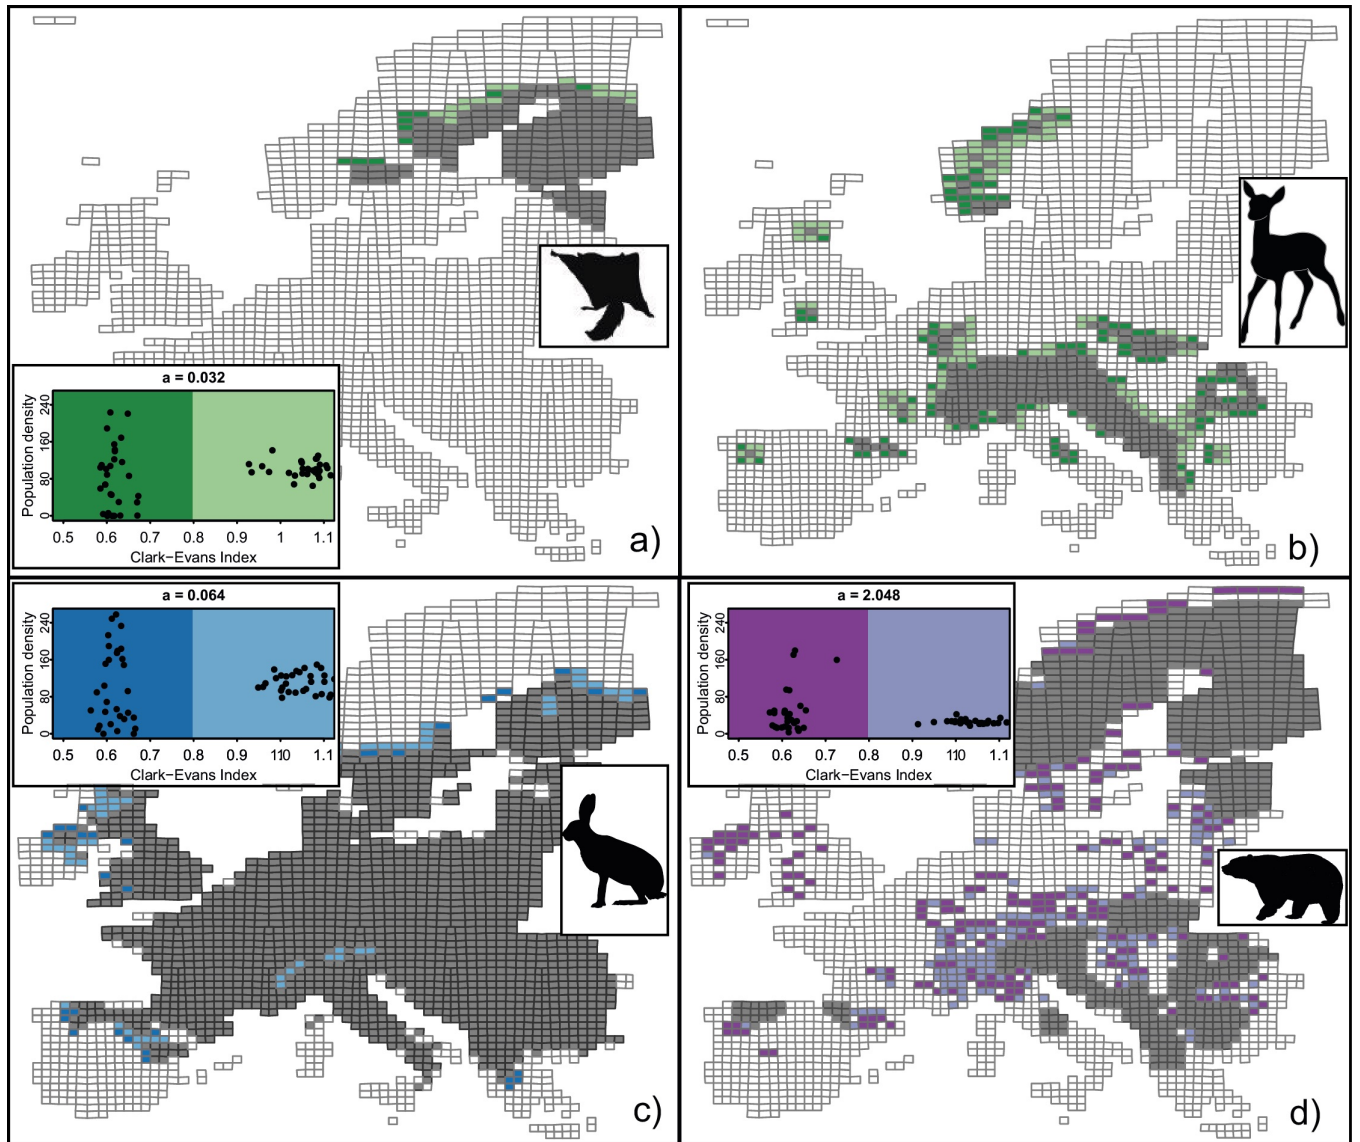 a = 0.032
Population density
240
160
80
0
0.5 0.6 0.7 0.8 0.9 1 1.1
Clark−Evans Index
a)
b)
a = 0.064
Population density
240
160
80
0
0.5 0.6 0.7 0.8 0.9 110 1.1
Clark−Evans Index
c)
a = 2.048
Population density
240
160
80
0
0.5 0.6 0.7 0.8 0.9 110 1.1
Clark−Evans Index
d)